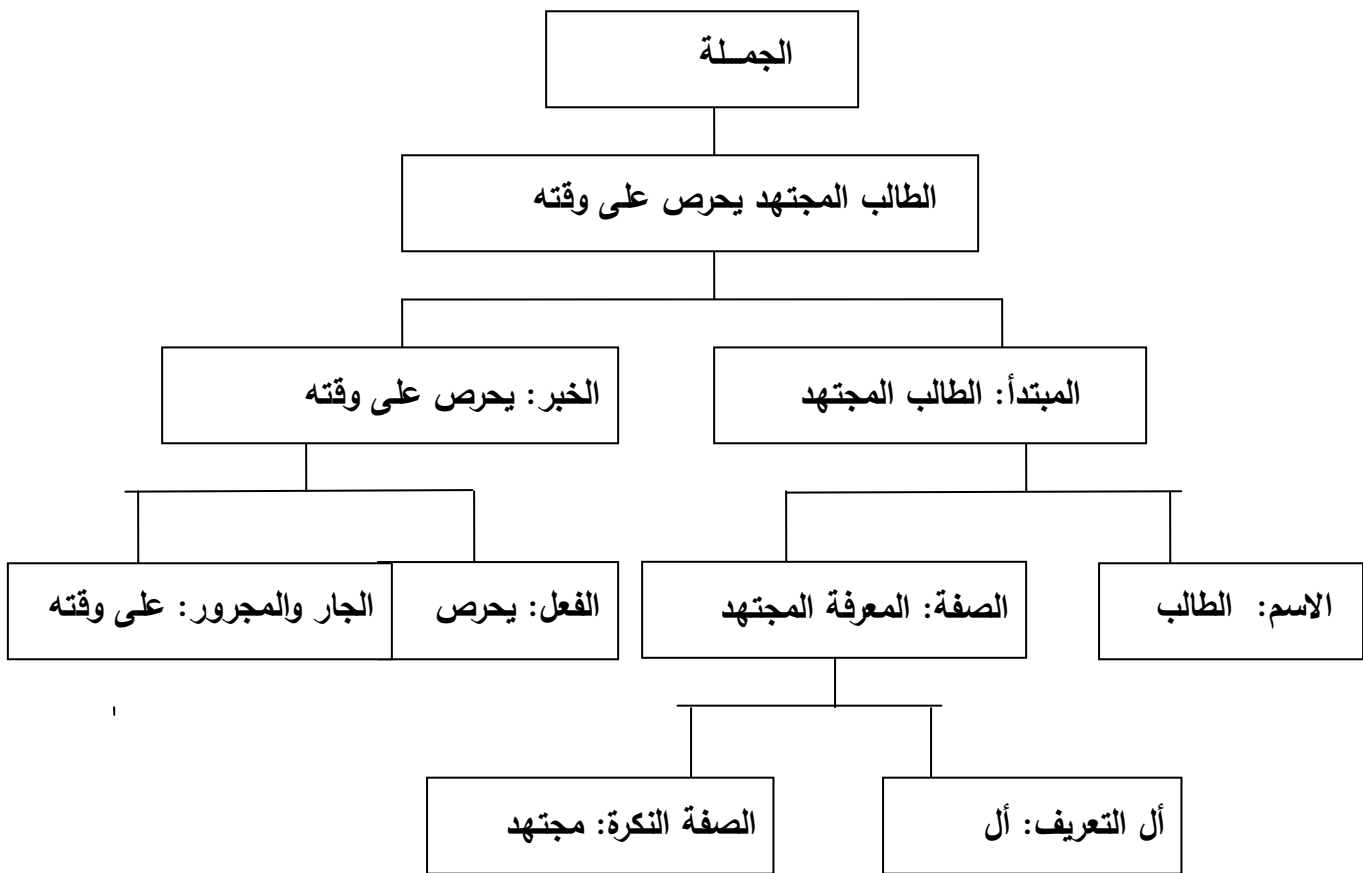 الجمـــلة
الطالب المجتهد يحرص على وقته
المبتدأ: الطالب المجتهد
الخبر: يحرص على وقته
الاسم: الطالب
الصفة: المعرفة المجتهد
الفعل: يحرص
الجار والمجرور: على وقته
أل التعريف: أل
الصفة النكرة: مجتهد